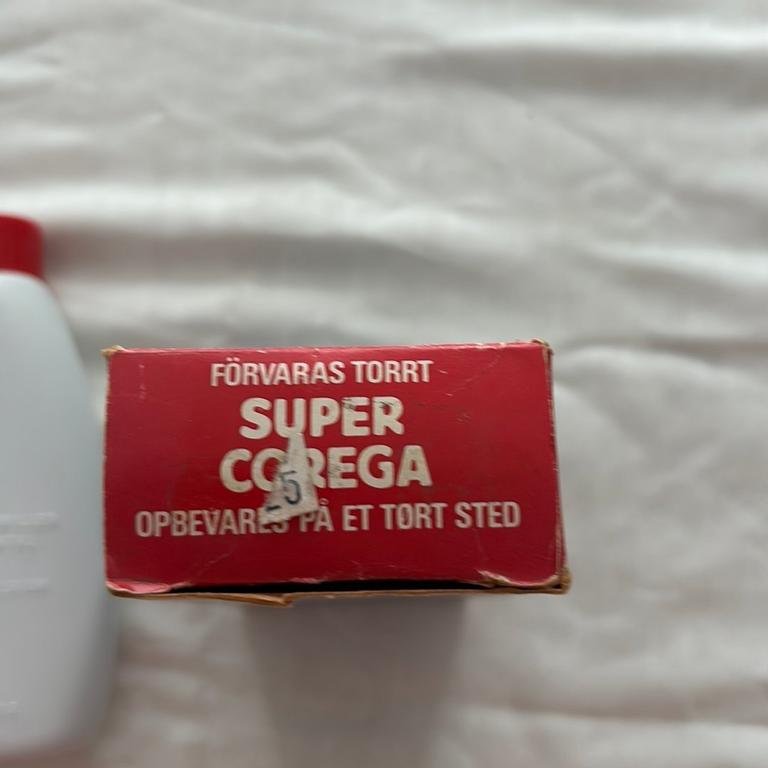 FÖRVARAS TORRT
SUPER
COREGA
5
OPBEVARES PÅ ET TØRT STED